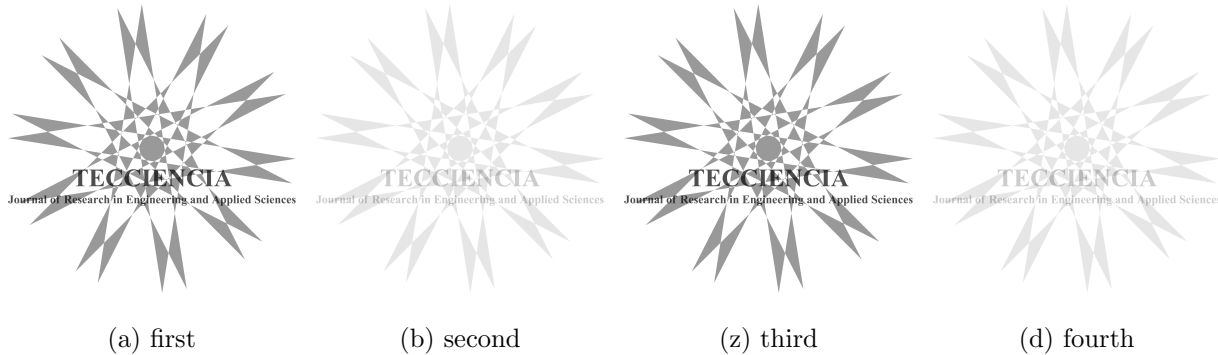 TECCIENCIA
Journal of Research in Engineering and Applied Sciences
TECCIENCIA
Journal of Research in Engineering and Applied Sciences
TECCIENCIA
Journal of Research in Engineering and Applied Sciences
TECCIENCIA
Journal of Research in Engineering and Applied Sciences
(a) first
(b) second
(z) third
(d) fourth